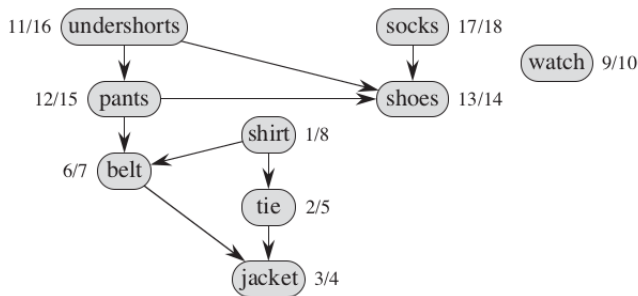 11/16 undershorts socks 17/18
watch 9/10
12/15 pants shoes 13/14
shirt 1/8
6/7 belt
tie 2/5
jacket 3/4